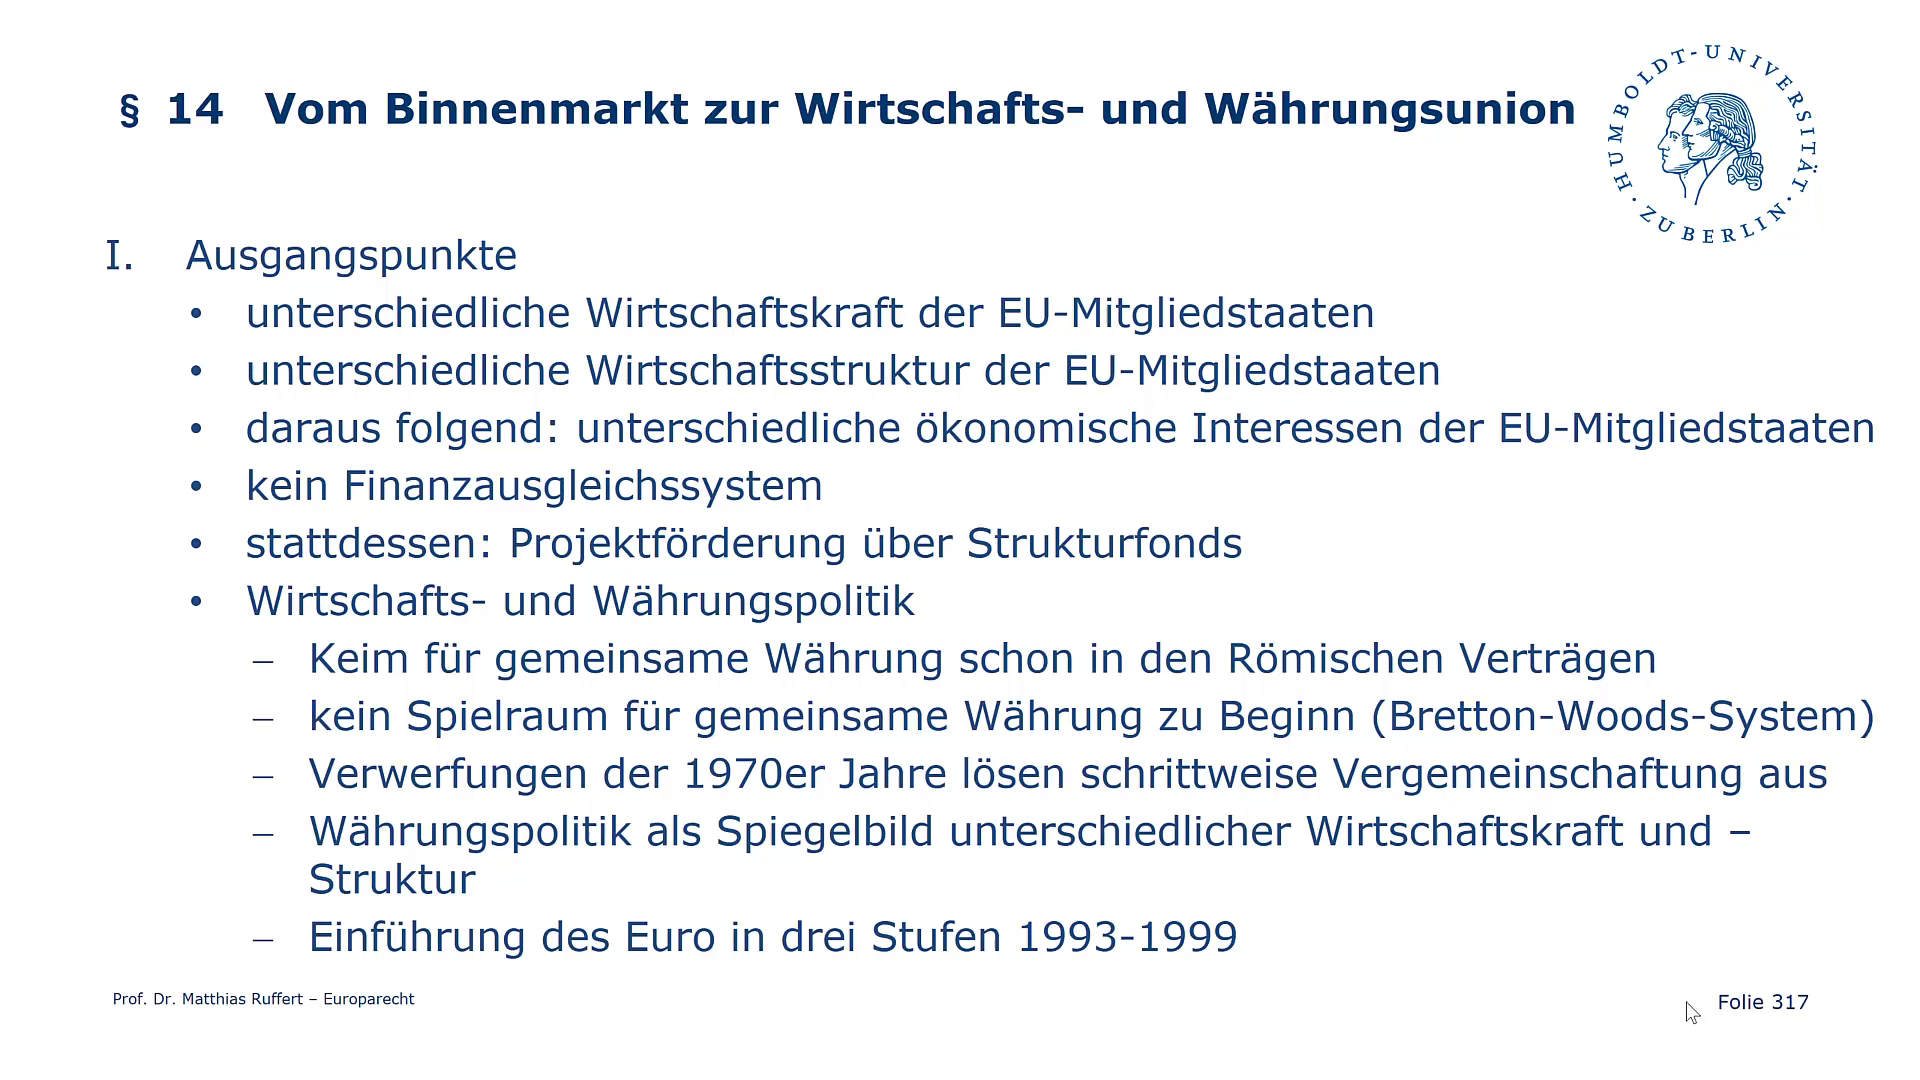 § 14 Vom Binnenmarkt zur Wirtschafts- und Währungsunion
HUMBOLDT-UNIVERSITÄT · ZU BERLIN ·
I. Ausgangspunkte
• unterschiedliche Wirtschaftskraft der EU-Mitgliedstaaten
• unterschiedliche Wirtschaftsstruktur der EU-Mitgliedstaaten
• daraus folgend: unterschiedliche ökonomische Interessen der EU-Mitgliedstaaten
• kein Finanzausgleichssystem
• stattdessen: Projektförderung über Strukturfonds
• Wirtschafts- und Währungspolitik
– Keim für gemeinsame Währung schon in den Römischen Verträgen
– kein Spielraum für gemeinsame Währung zu Beginn (Bretton-Woods-System)
– Verwerfungen der 1970er Jahre lösen schrittweise Vergemeinschaftung aus
– Währungspolitik als Spiegelbild unterschiedlicher Wirtschaftskraft und –
Struktur
– Einführung des Euro in drei Stufen 1993-1999
Prof. Dr. Matthias Ruffert – Europarecht
Folie 317